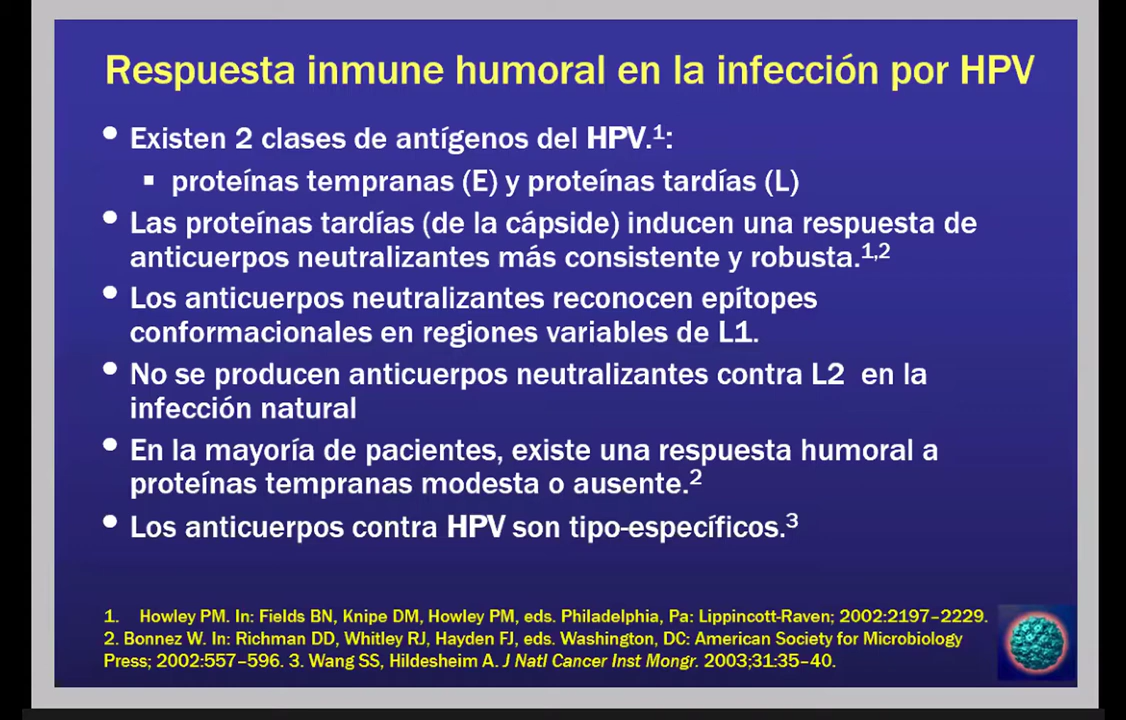 Respuesta inmune humoral en la infección por HPV
• Existen 2 clases de antígenos del HPV.1:
▪ proteínas tempranas (E) y proteínas tardías (L)
• Las proteínas tardías (de la cápside) inducen una respuesta de
anticuerpos neutralizantes más consistente y robusta.1,2
• Los anticuerpos neutralizantes reconocen epítopes
conformacionales en regiones variables de L1.
• No se producen anticuerpos neutralizantes contra L2 en la
infección natural
• En la mayoría de pacientes, existe una respuesta humoral a
proteínas tempranas modesta o ausente.2
• Los anticuerpos contra HPV son tipo-específicos.3
1. Howley PM. In: Fields BN, Knipe DM, Howley PM, eds. Philadelphia, Pa: Lippincott-Raven; 2002:2197–2229.
2. Bonnez W. In: Richman DD, Whitley RJ, Hayden FJ, eds. Washington, DC: American Society for Microbiology
Press; 2002:557–596. 3. Wang SS, Hildesheim A. J Natl Cancer Inst Mongr. 2003;31:35–40.